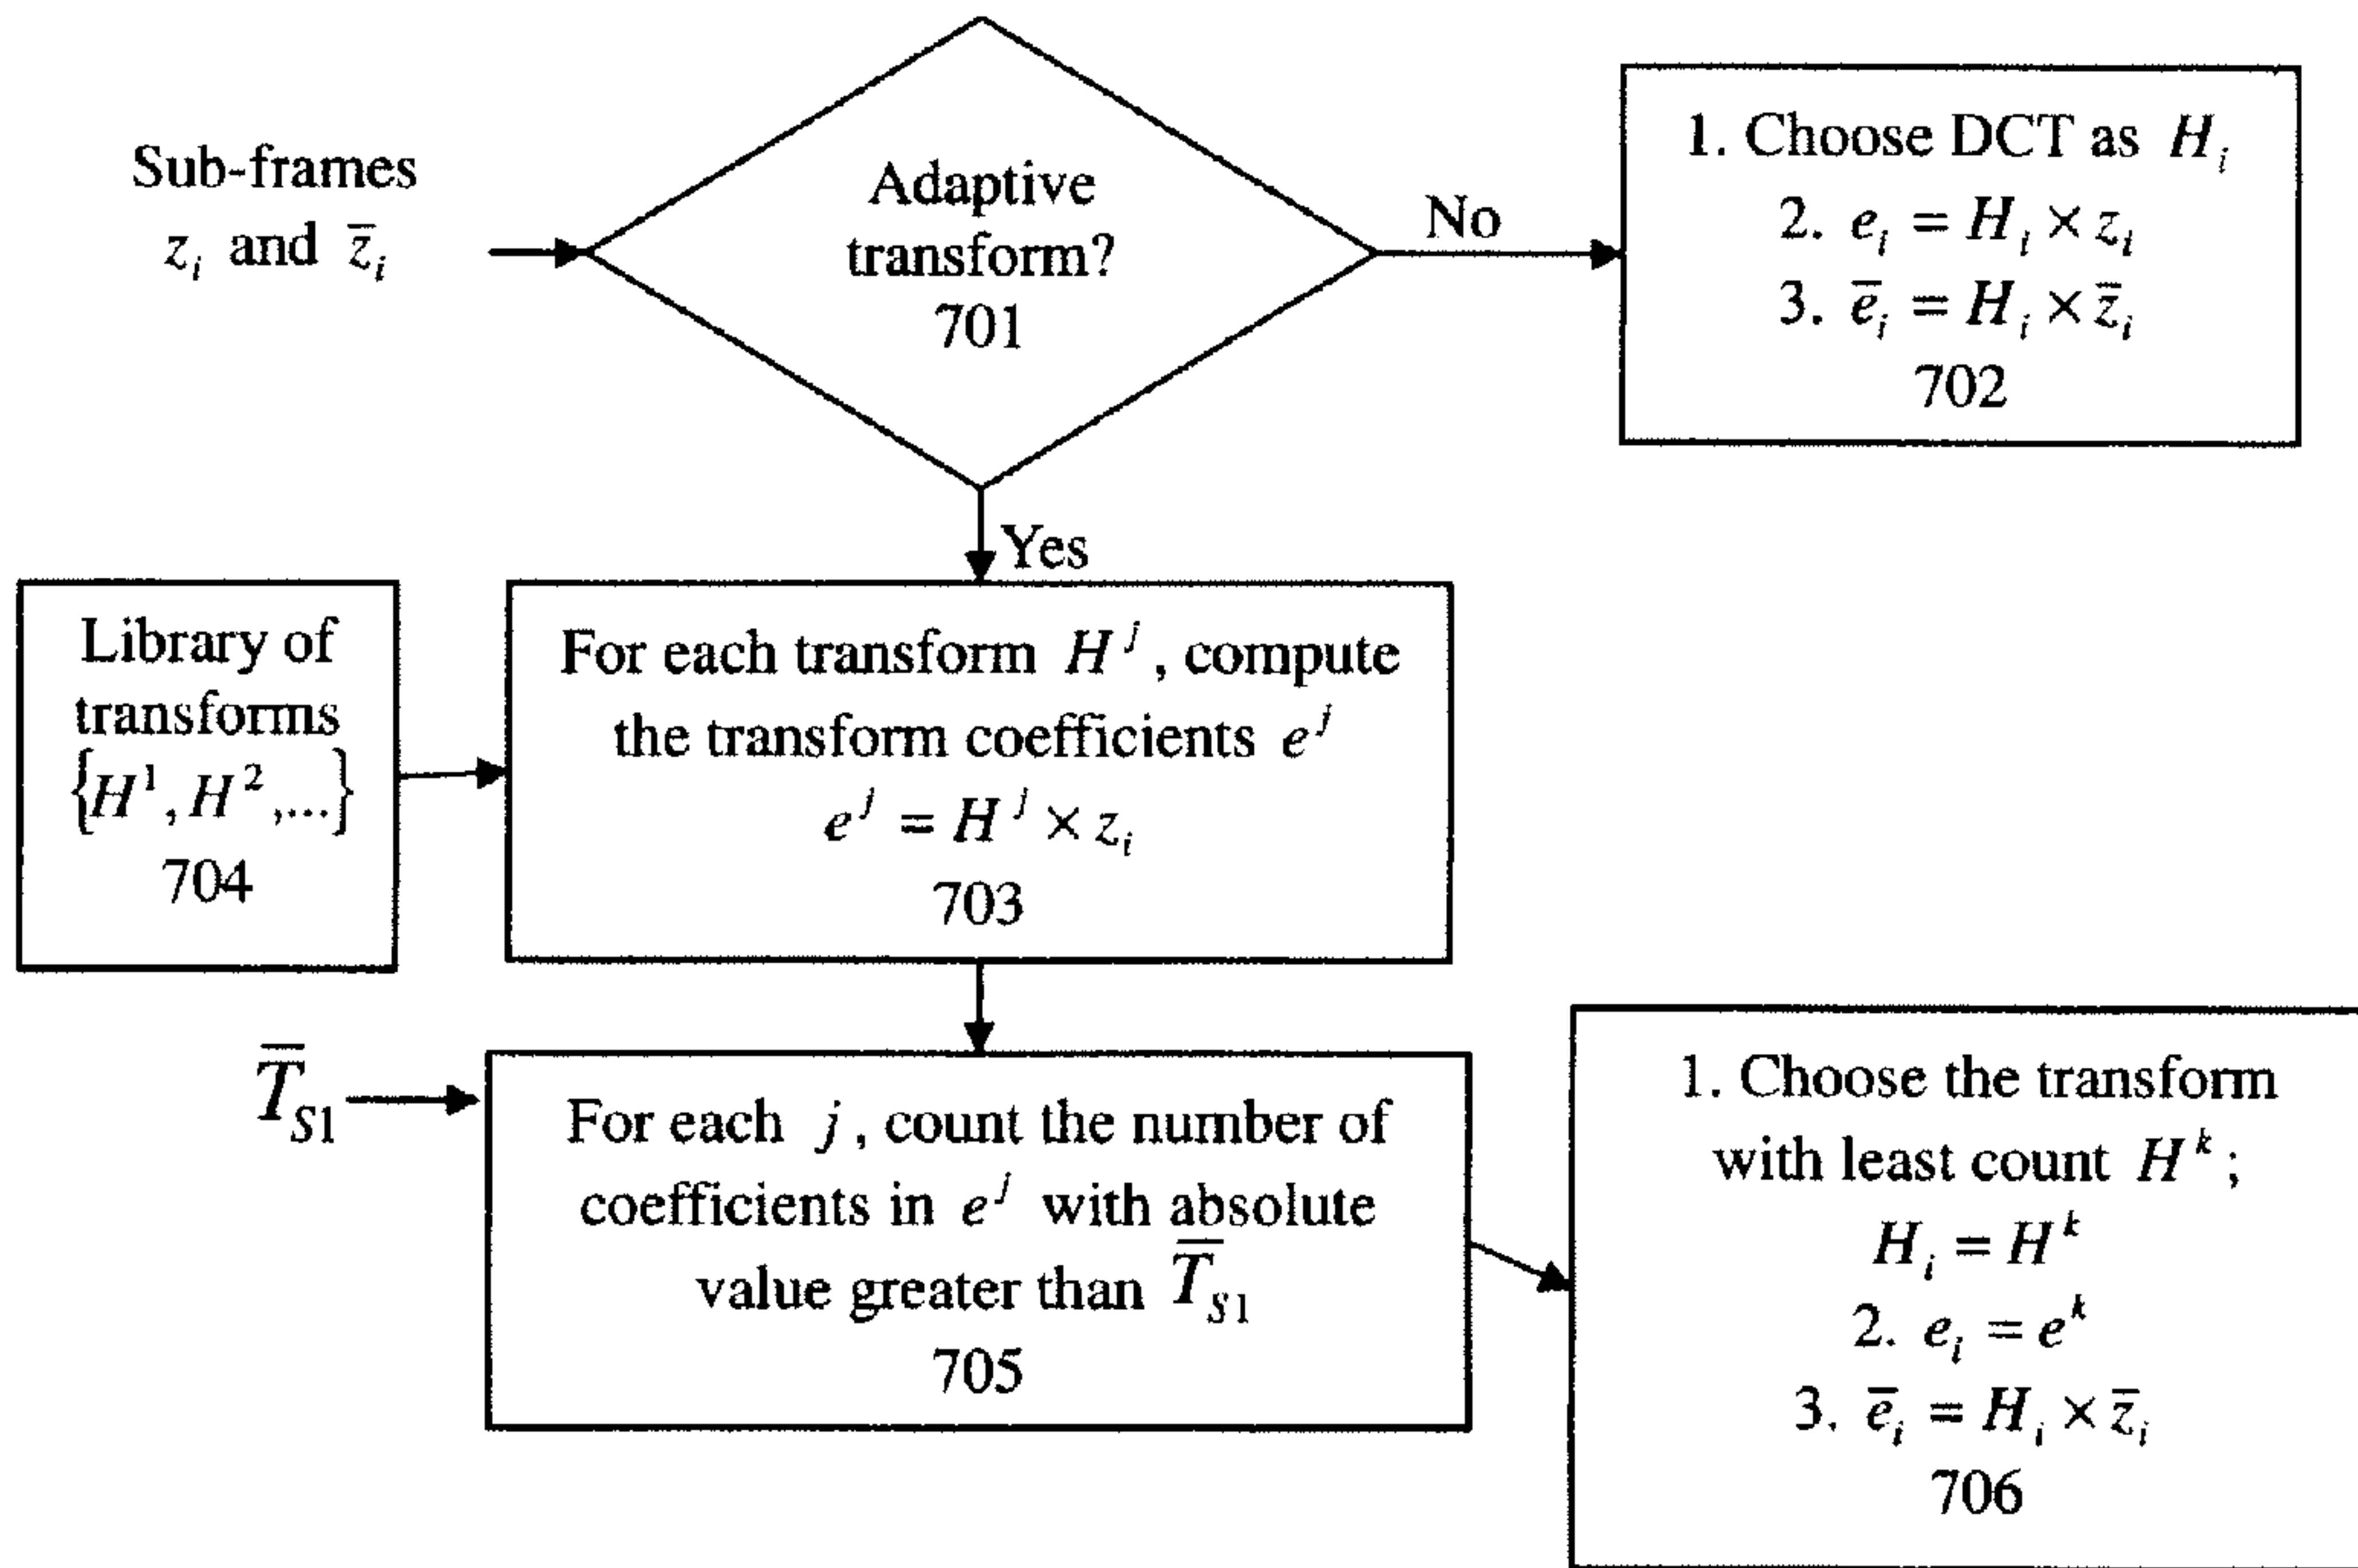 Sub-frames
z_i and z̄_i
Adaptive
transform?
701
No
1. Choose DCT as H_i
2. e_i = H_i × z_i
3. ē_i = H_i × z̄_i
702
Yes
Library of
transforms
{H^1, H^2,...}
704
For each transform H^j, compute
the transform coefficients e^j
e^j = H^j × z_i
703
T̄_S1
For each j, count the number of
coefficients in e^j with absolute
value greater than T̄_S1
705
1. Choose the transform
with least count H^k;
H_i = H^k
2. e_i = e^k
3. ē_i = H_i × z̄_i
706